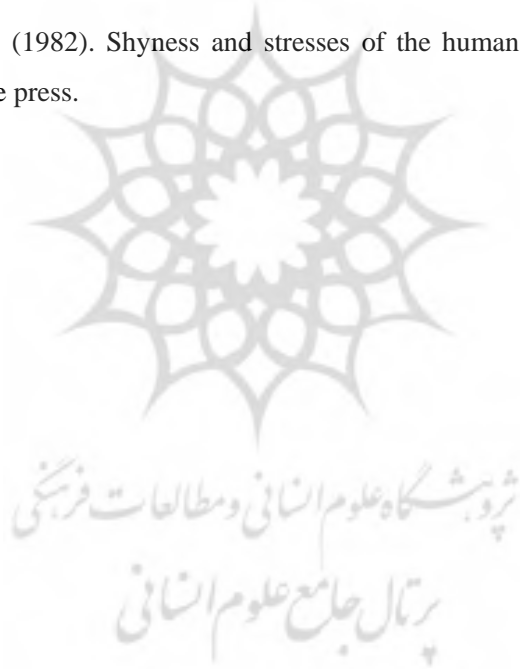 (1982). Shyness and stresses of the human
press.
پژوهشگاه علوم انسانی و مطالعات فرهنگی
پرتال جامع علوم انسانی